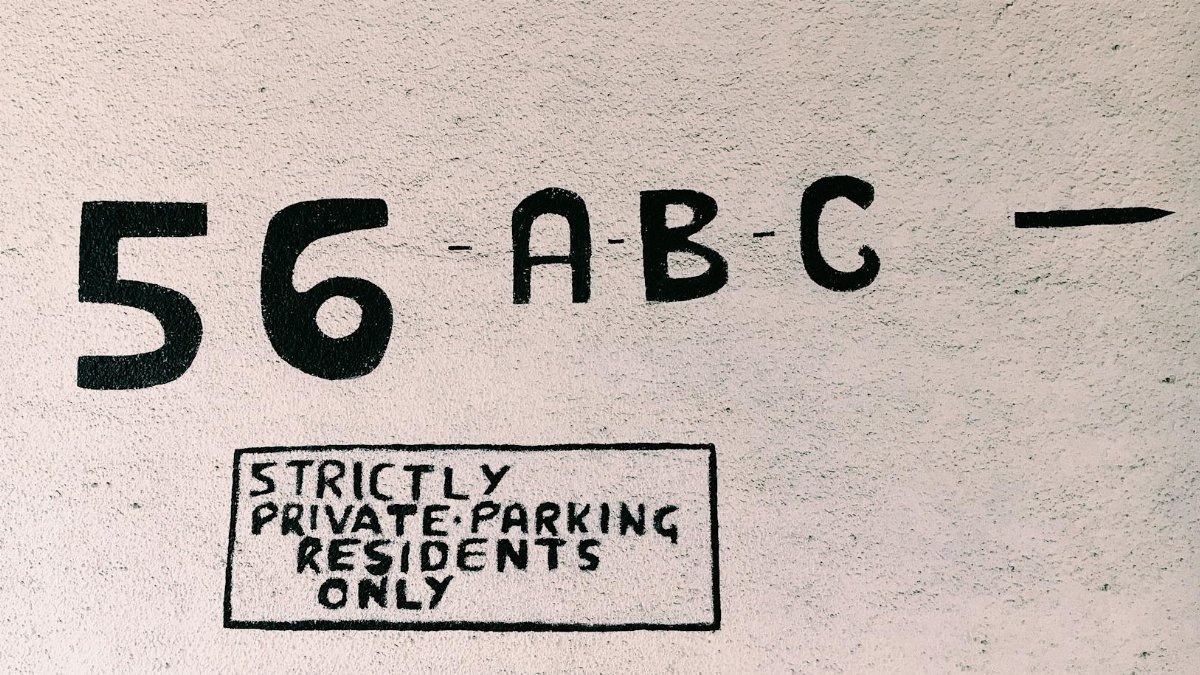 56 - A - B - C
STRICTLY
PRIVATE·PARKING
RESIDENTS
ONLY